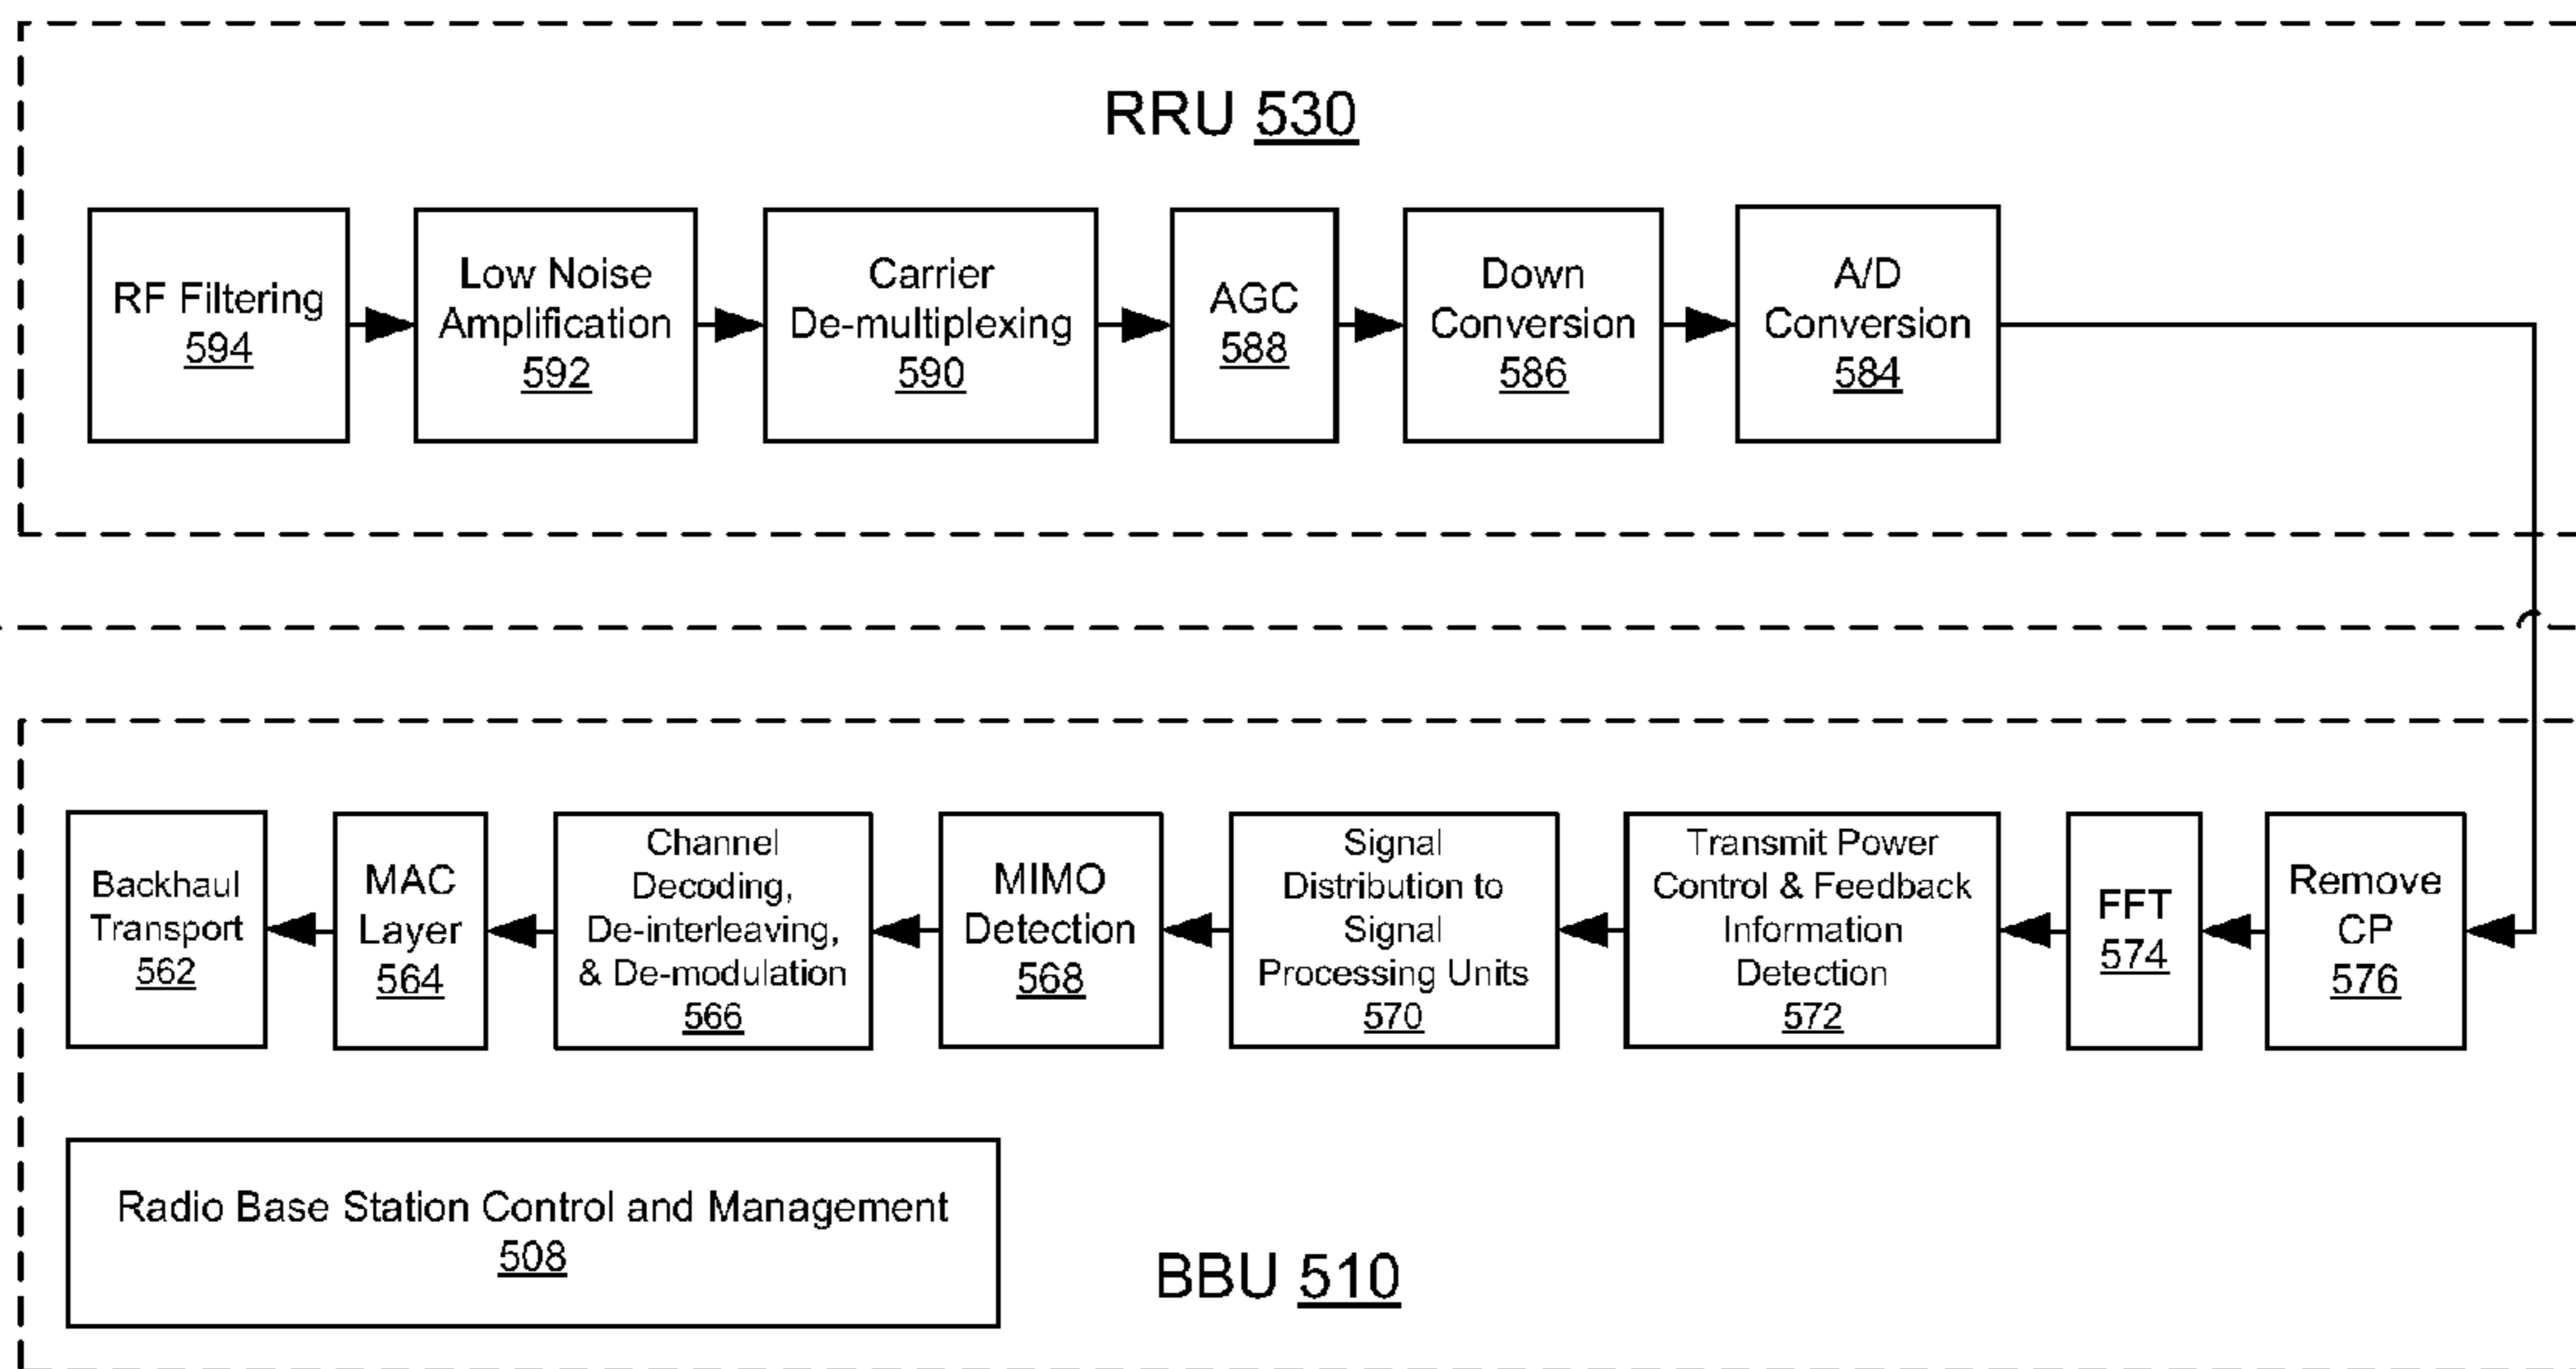 RRU 530
RF Filtering
594
Low Noise
Amplification
592
Carrier
De-multiplexing
590
AGC
588
Down
Conversion
586
A/D
Conversion
584
Backhaul
Transport
562
MAC
Layer
564
Channel
Decoding,
De-interleaving,
& De-modulation
566
MIMO
Detection
568
Signal
Distribution to
Signal
Processing Units
570
Transmit Power
Control & Feedback
Information
Detection
572
FFT
574
Remove
CP
576
Radio Base Station Control and Management
508
BBU 510